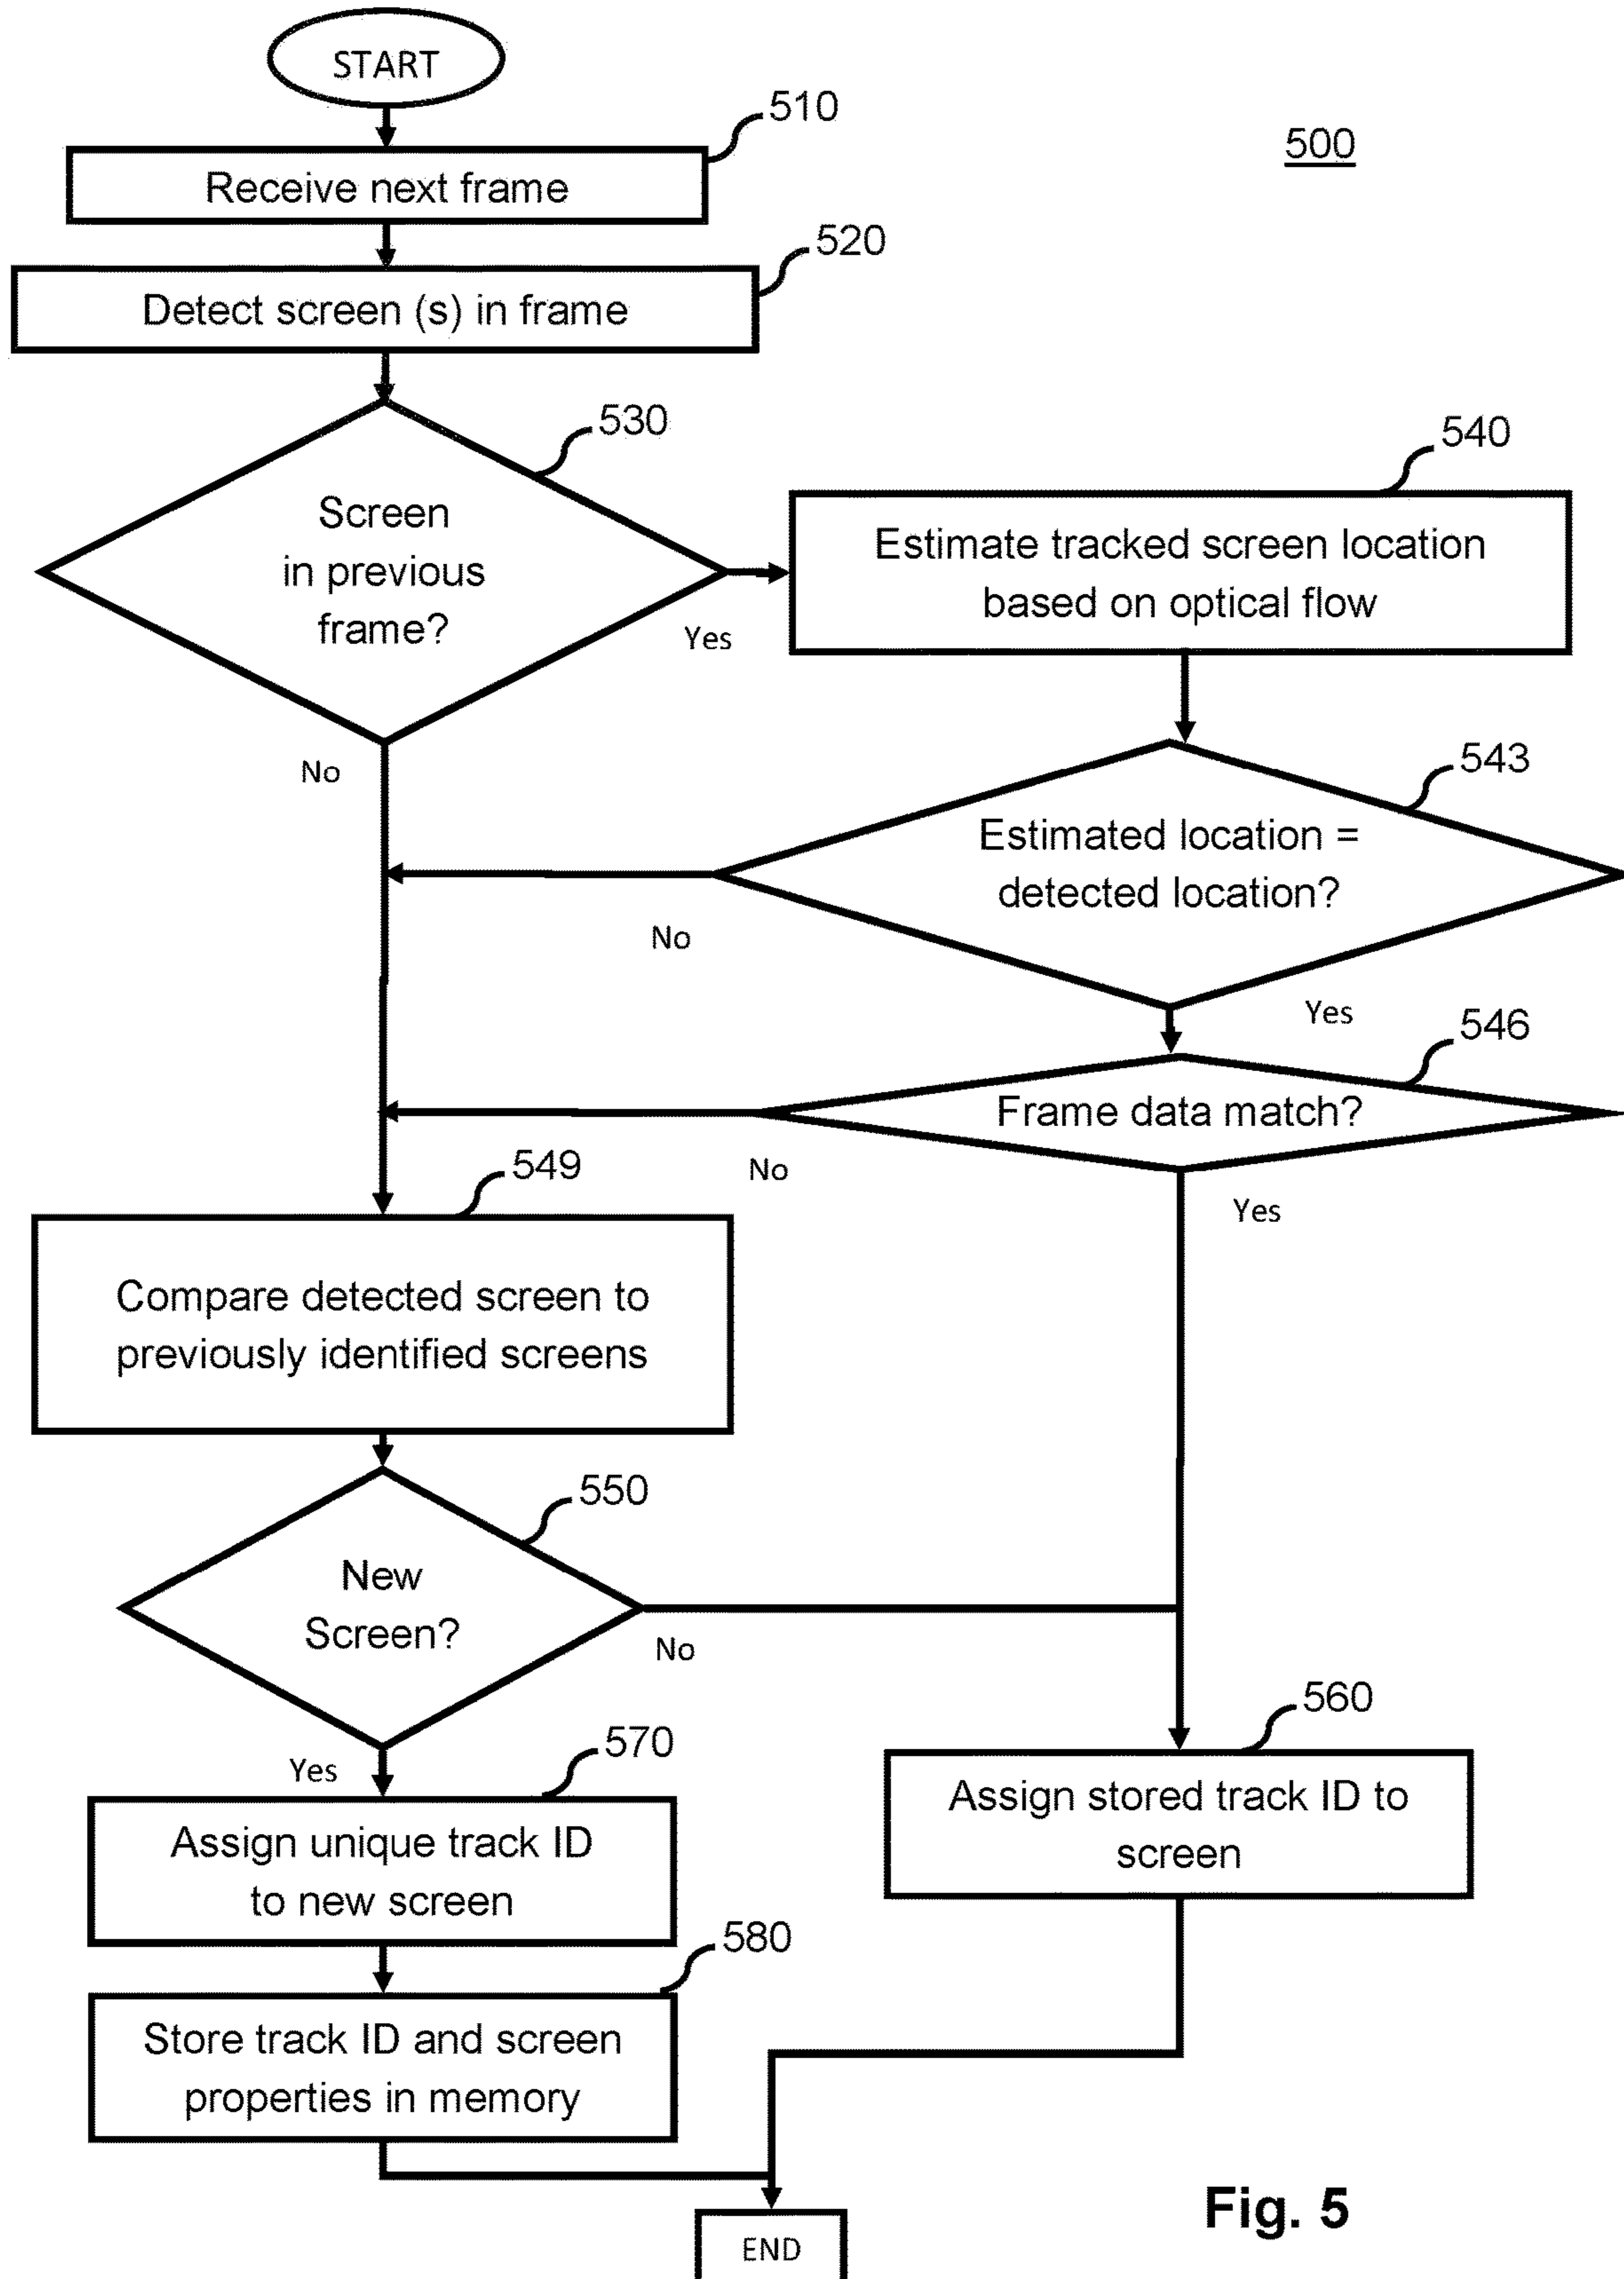 START
510
500
Receive next frame
520
Detect screen (s) in frame
530
Screen
in previous
frame?
Yes
No
540
Estimate tracked screen location
based on optical flow
543
Estimated location =
detected location?
No
Yes
546
Frame data match?
No
Yes
549
Compare detected screen to
previously identified screens
550
New
Screen?
No
Yes
560
Assign stored track ID to
screen
570
Assign unique track ID
to new screen
580
Store track ID and screen
properties in memory
END
Fig. 5